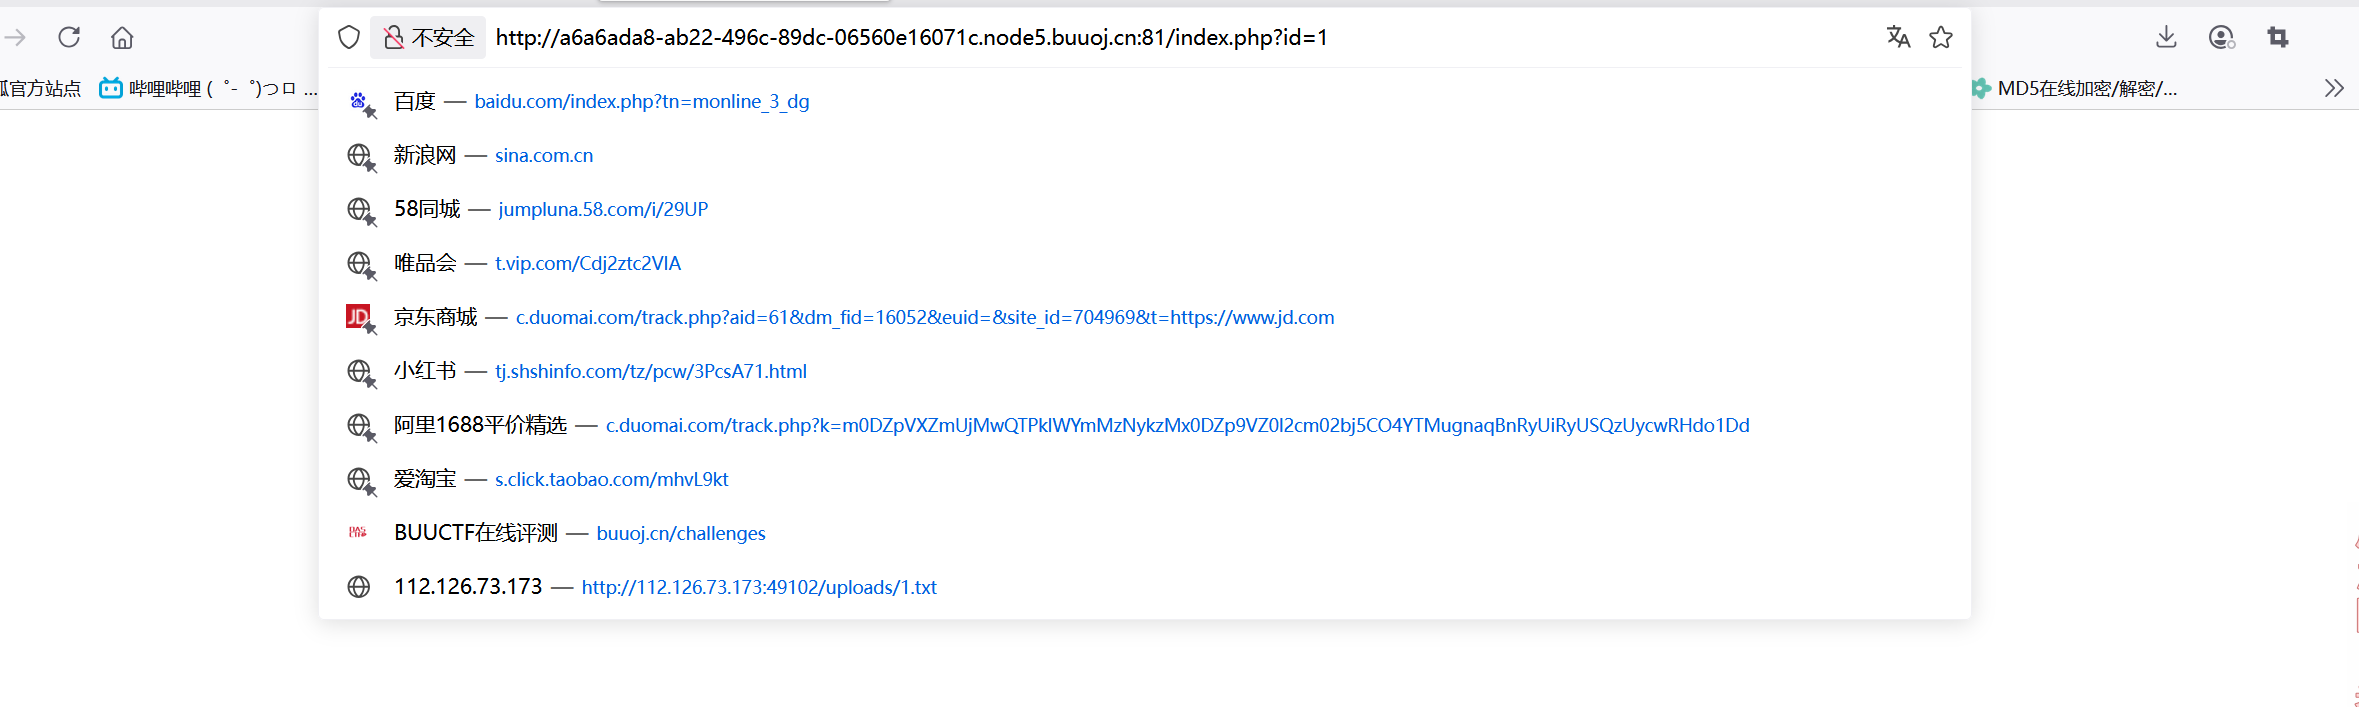 不安全 http://a6a6ada8-ab22-496c-89dc-06560e16071c.node5.buuoj.cn:81/index.php?id=1
狐官方站点 哔哩哔哩 ( ゜- ゜)つロ ... MD5在线加密/解密/...
百度 — baidu.com/index.php?tn=monline_3_dg
新浪网 — sina.com.cn
58同城 — jumpluna.58.com/i/29UP
唯品会 — t.vip.com/Cdj2ztc2VIA
JD 京东商城 — c.duomai.com/track.php?aid=61&dm_fid=16052&euid=&site_id=704969&t=https://www.jd.com
小红书 — tj.shshinfo.com/tz/pcw/3PcsA71.html
阿里1688平价精选 — c.duomai.com/track.php?k=m0DZpVXZmUjMwQTPklWYmMzNykzMx0DZp9VZ0l2cm02bj5CO4YTMugnaqBnRyUiRyUSQzUycwRHdo1Dd
爱淘宝 — s.click.taobao.com/mhvL9kt
BUUCTF在线评测 — buuoj.cn/challenges
112.126.73.173 — http://112.126.73.173:49102/uploads/1.txt